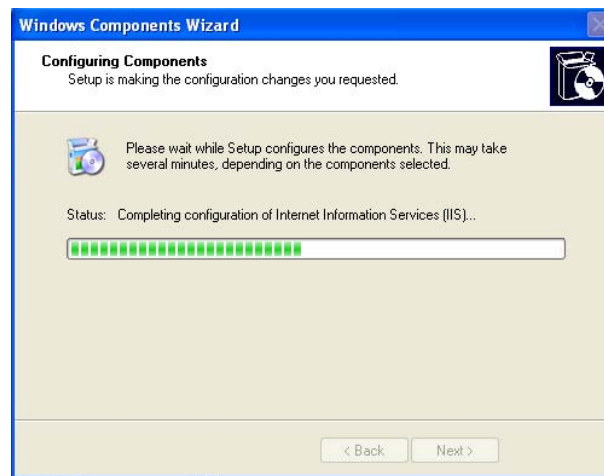 Windows Components Wizard
Configuring Components
Setup is making the configuration changes you requested.
Please wait while Setup configures the components. This may take
several minutes, depending on the components selected.
Status: Completing configuration of Internet Information Services (IIS)...
< Back Next >